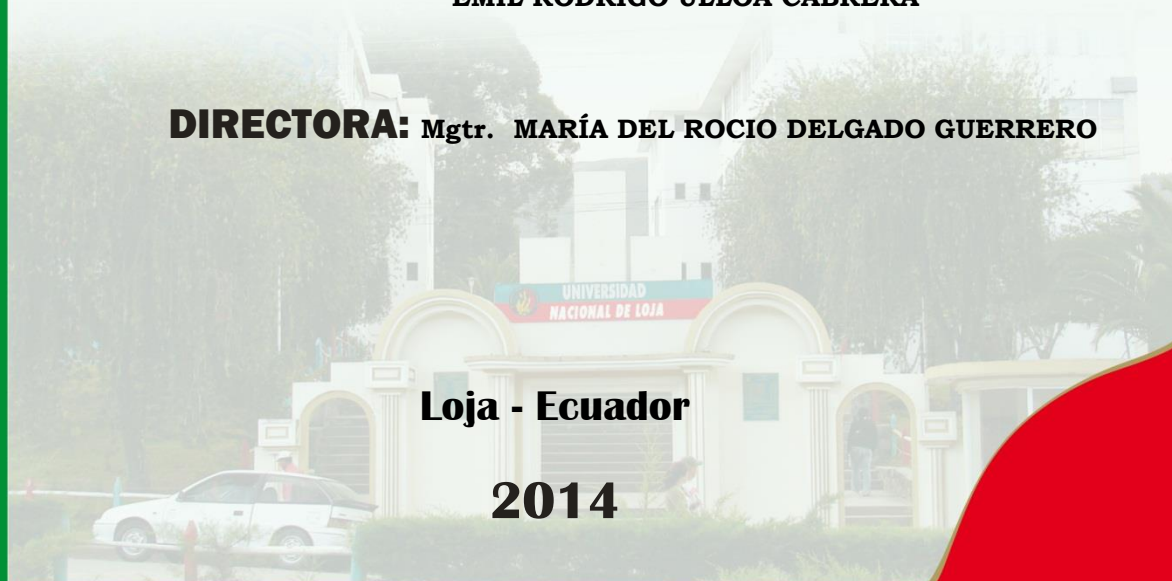 EMIL RODRIGO ULLOA CABRERA
DIRECTORA: Mgtr. MARÍA DEL ROCIO DELGADO GUERRERO
UNIVERSIDAD
NACIONAL DE LOJA
Loja - Ecuador
2014